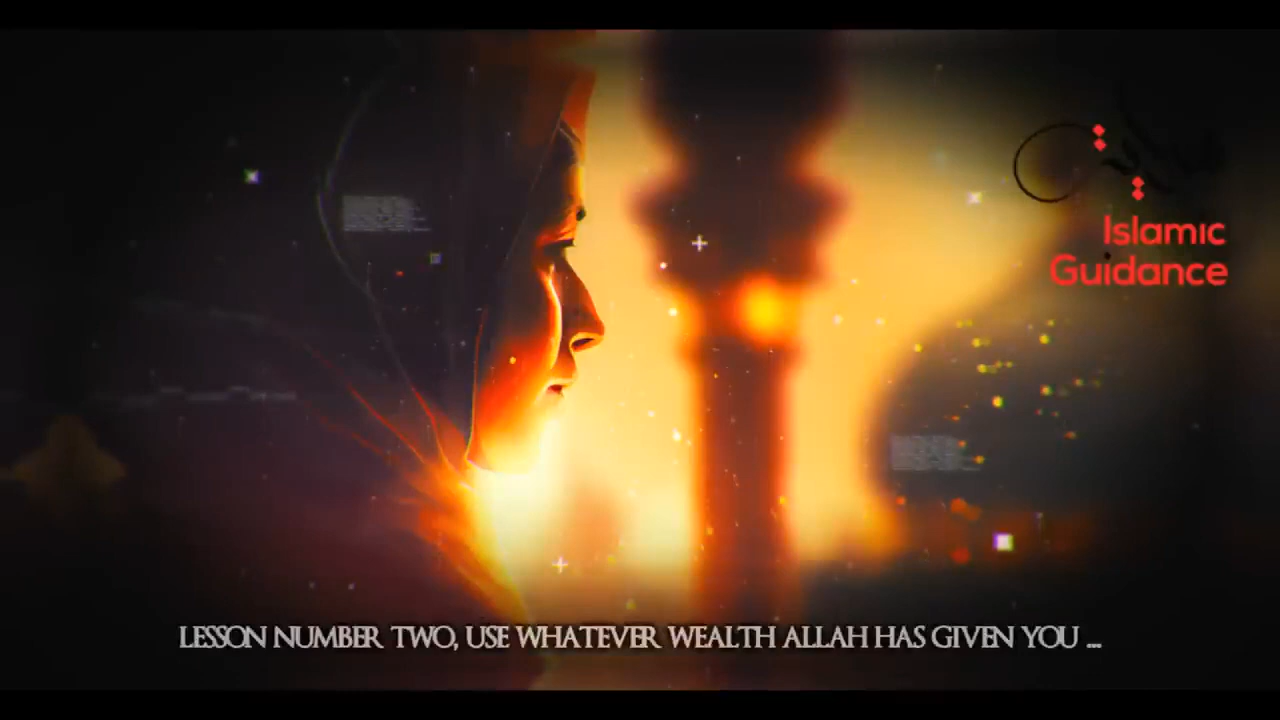 Islamic
Guidance
LESSON NUMBER TWO, USE WHATEVER WEALTH ALLAH HAS GIVEN YOU ...